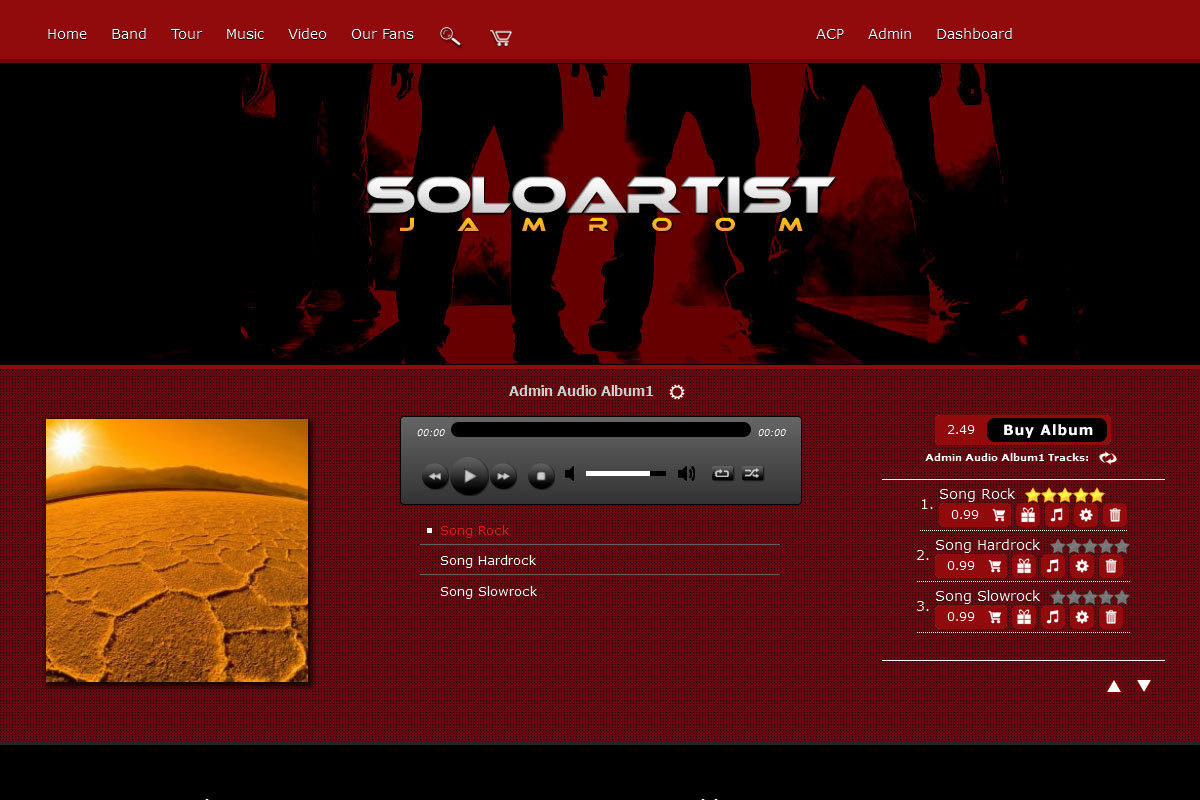 Home Band Tour Music Video Our Fans ACP Admin Dashboard
SOLOARTIST
JAMROOM
Admin Audio Album1
00:00 00:00
Song Rock
Song Hardrock
Song Slowrock
2.49 Buy Album
Admin Audio Album1 Tracks:
1. Song Rock
0.99
2. Song Hardrock
0.99
3. Song Slowrock
0.99